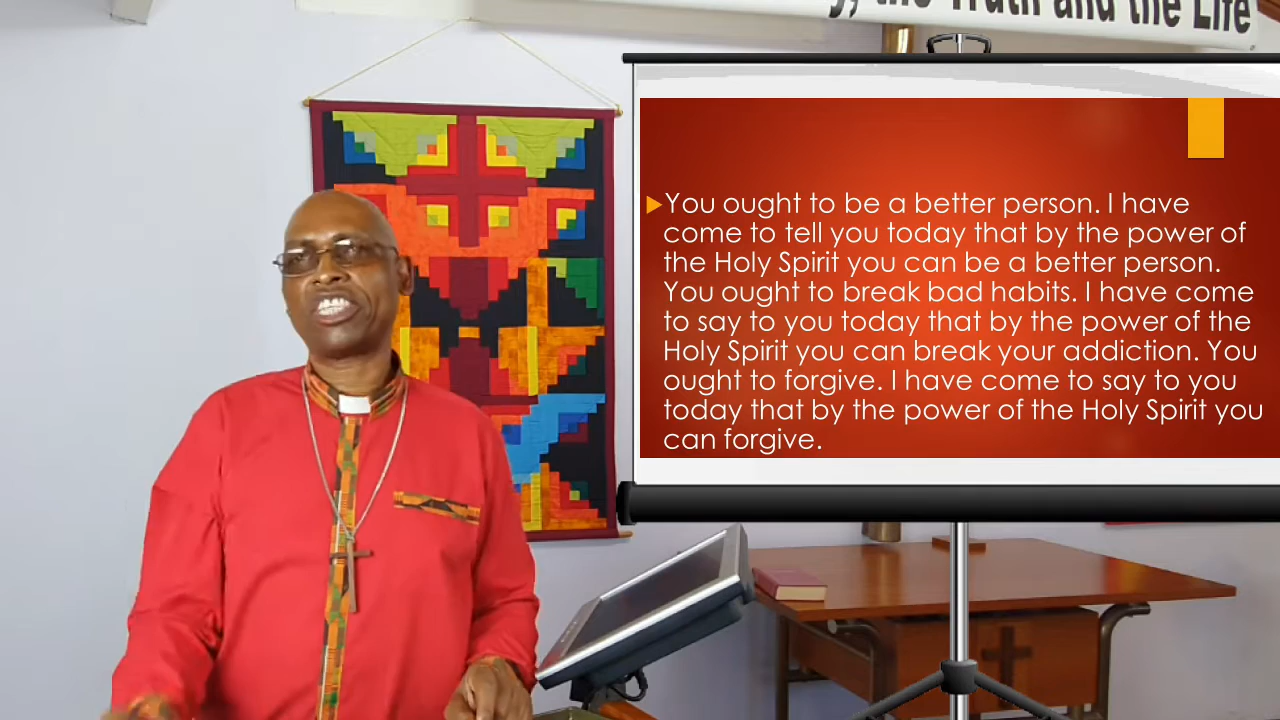 the Truth and the Life
You ought to be a better person. I have
come to tell you today that by the power of
the Holy Spirit you can be a better person.
You ought to break bad habits. I have come
to say to you today that by the power of the
Holy Spirit you can break your addiction. You
ought to forgive. I have come to say to you
today that by the power of the Holy Spirit you
can forgive.